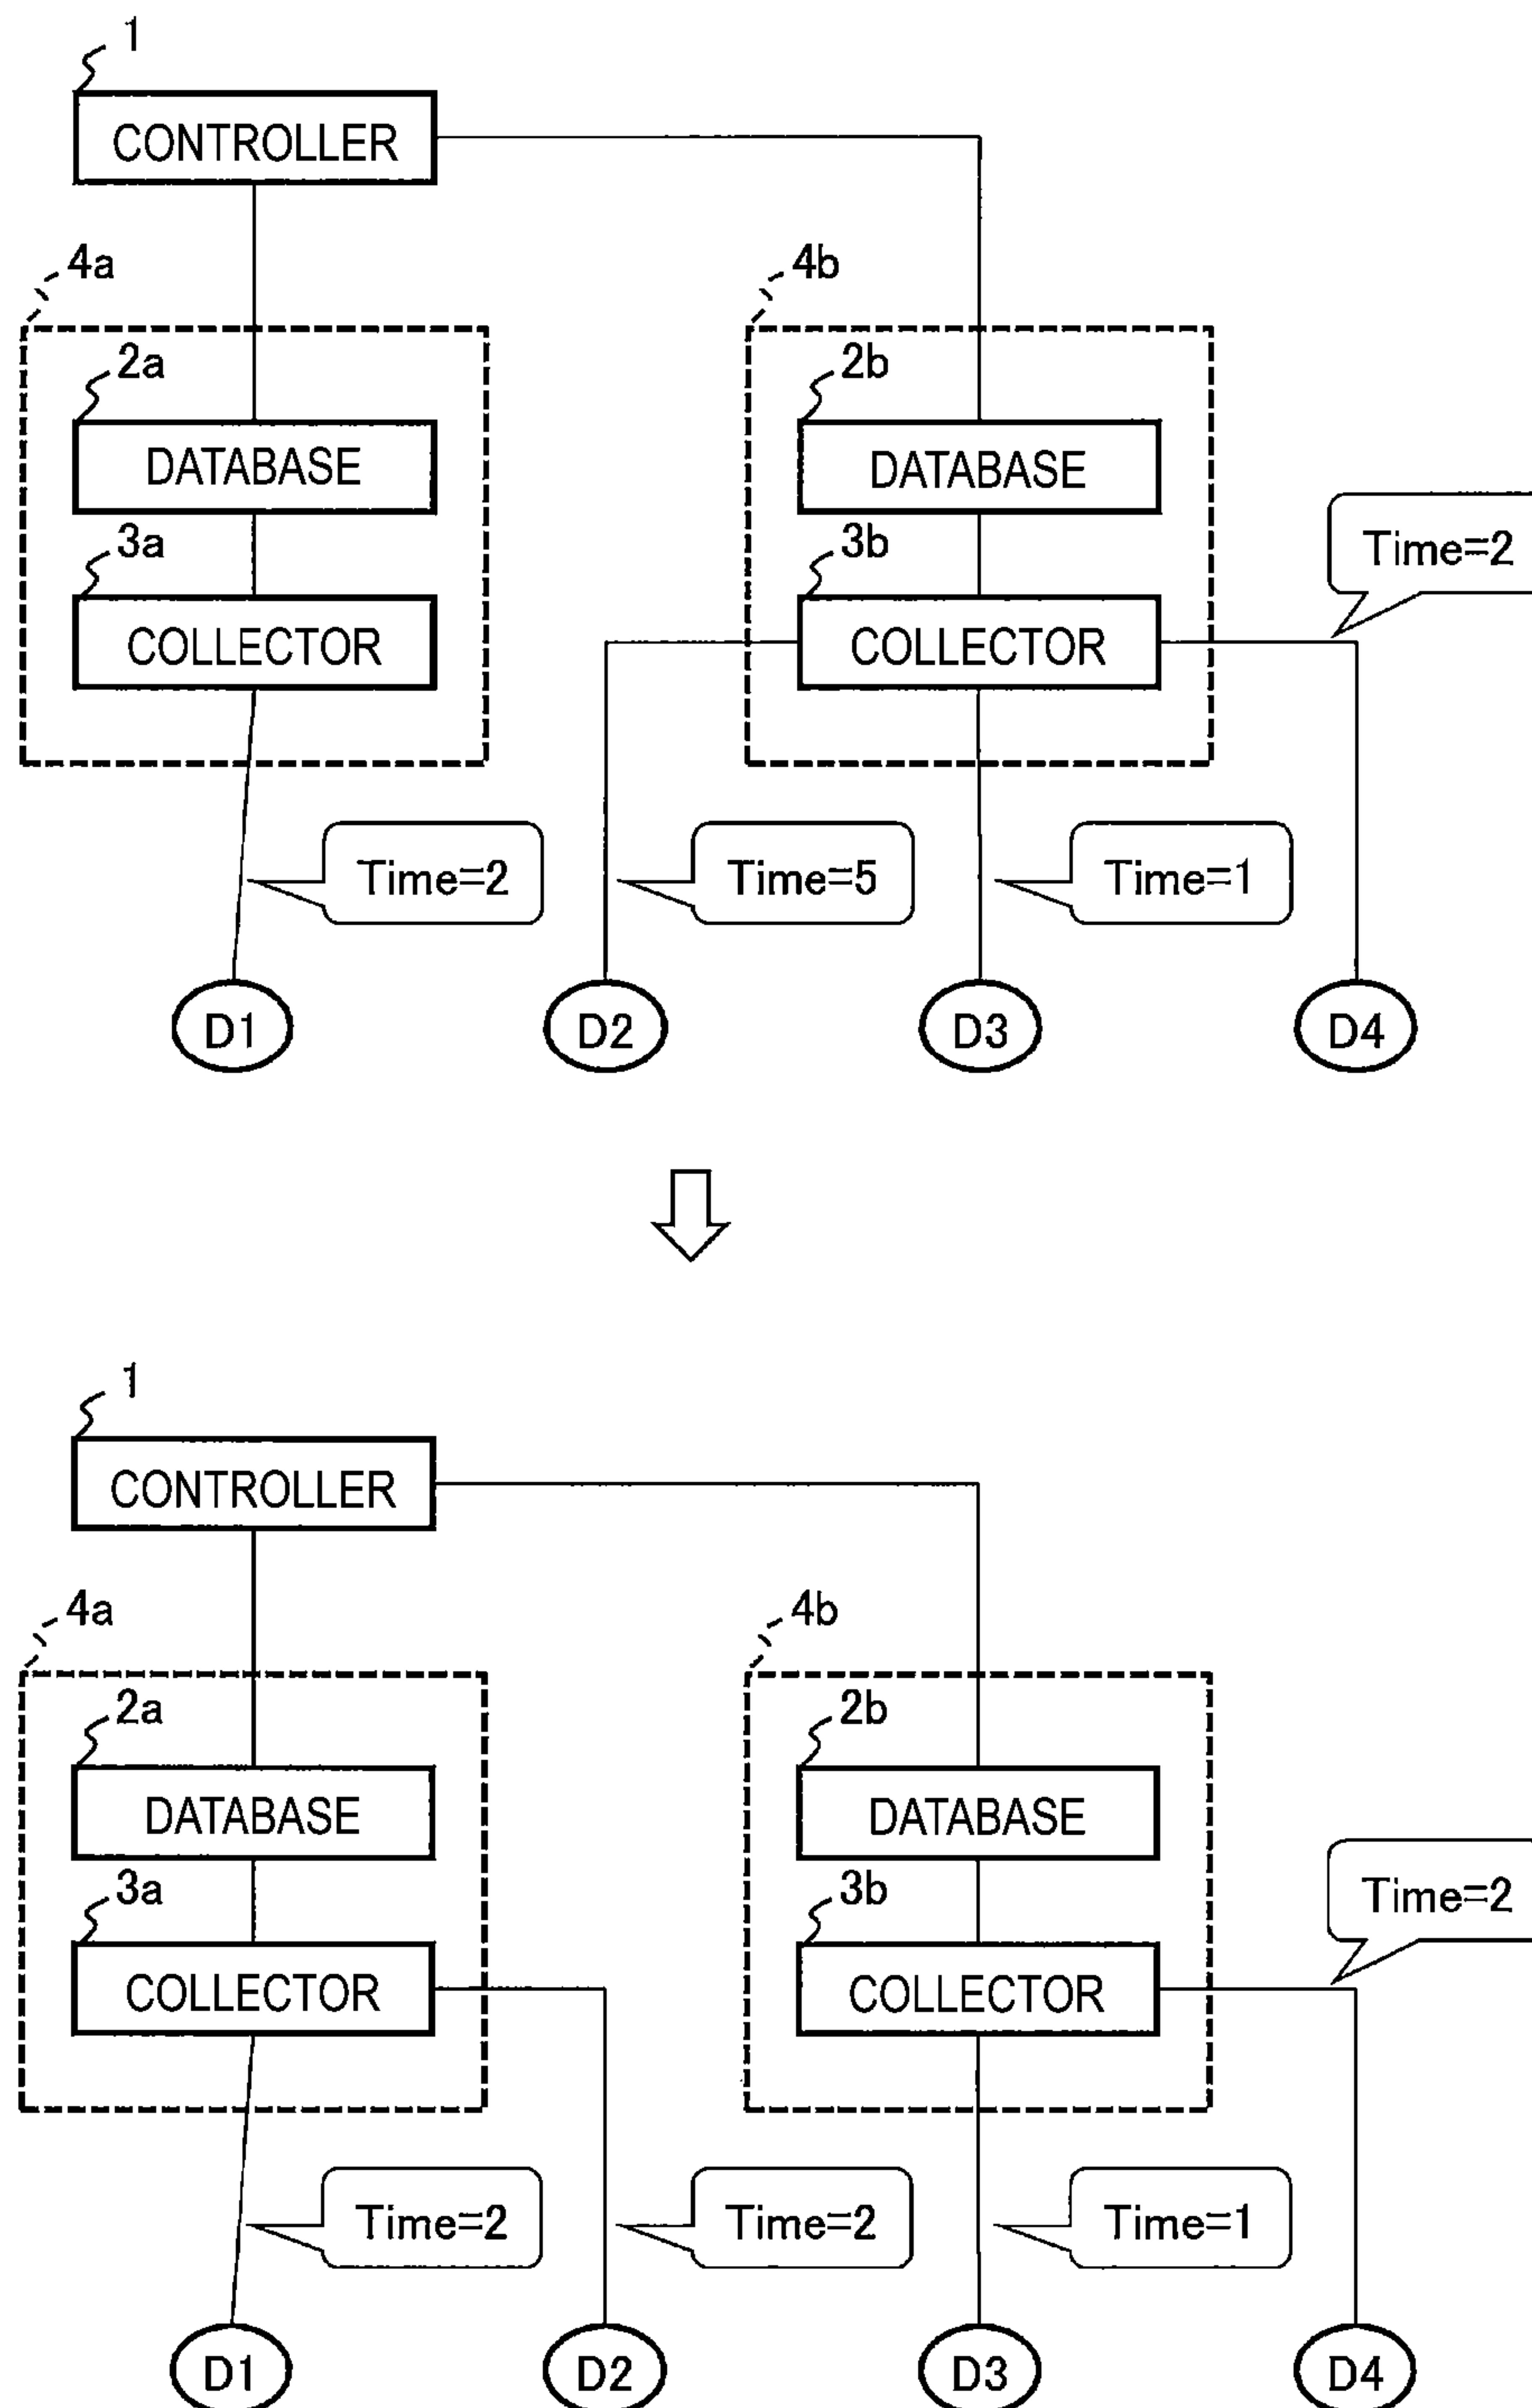 1
CONTROLLER
4a
4b
2a
2b
DATABASE
DATABASE
3a
3b
Time=2
COLLECTOR
COLLECTOR
Time=2
Time=5
Time=1
D1
D2
D3
D4
1
CONTROLLER
4a
4b
2a
2b
DATABASE
DATABASE
3a
3b
Time=2
COLLECTOR
COLLECTOR
Time=2
Time=2
Time=1
D1
D2
D3
D4